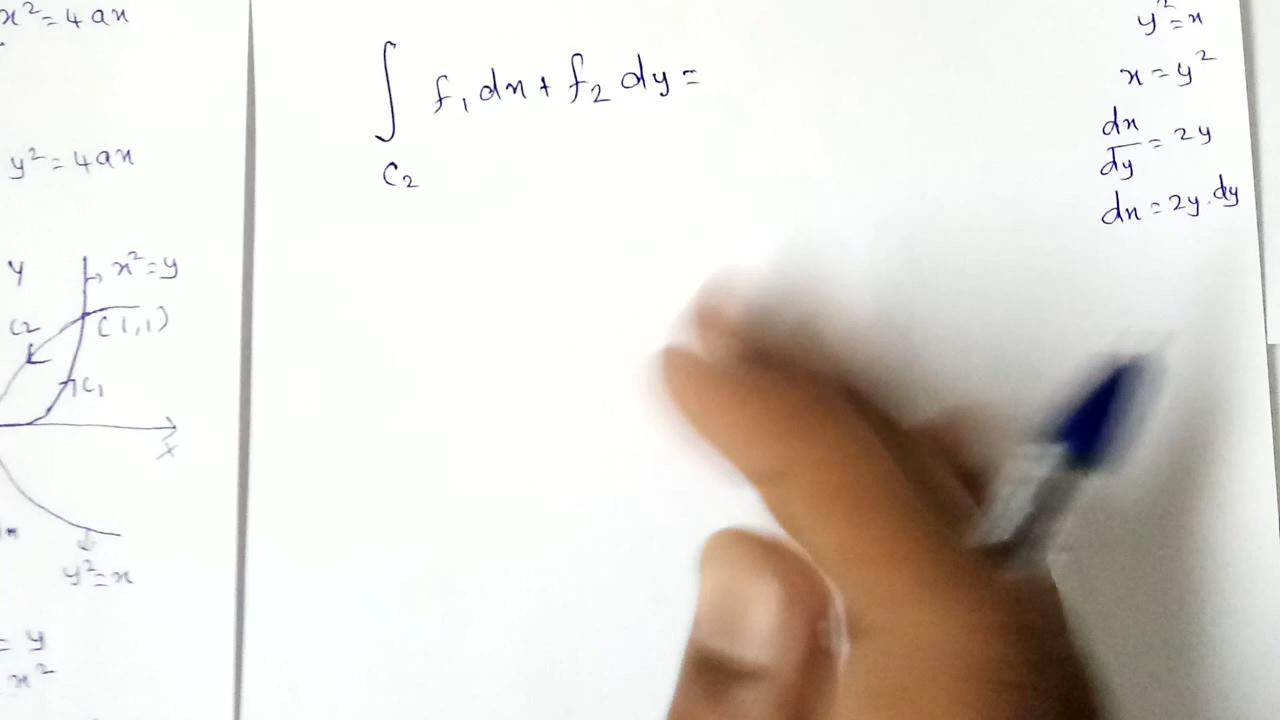 x² = 4ax
y² = 4ax
Y
x² = y
C2
(1,1)
C1
X
y² = x
= y
x²
∫ f₁ dx + f₂ dy =
C₂
y² = x
x = y²
dx/dy = 2y
dx = 2y.dy